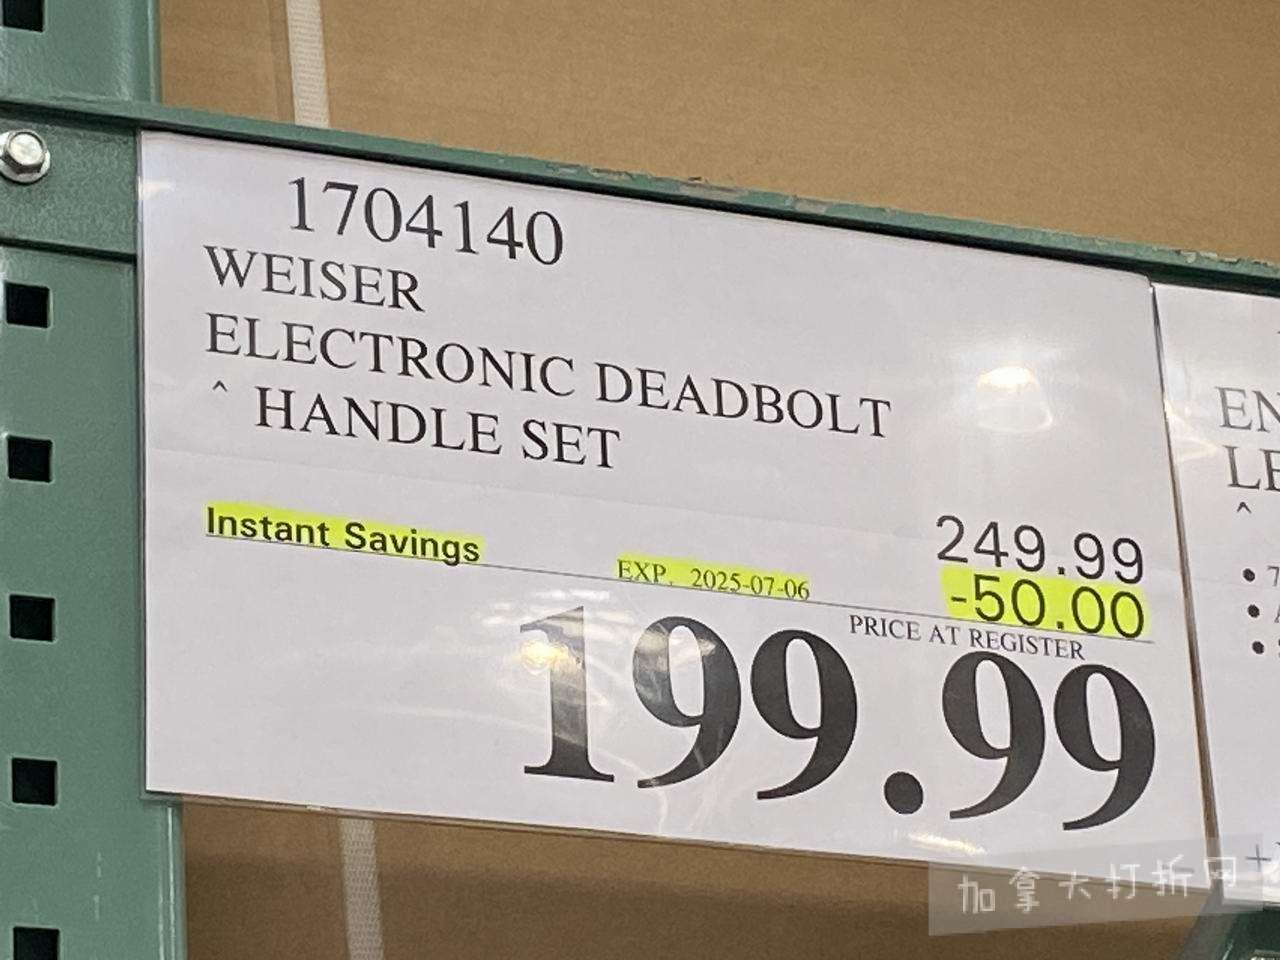 1704140
WEISER
ELECTRONIC DEADBOLT
^ HANDLE SET
249.99
Instant Savings EXP. 2025-07-06 -50.00
PRICE AT REGISTER
199.99
EN
LE
^
• 7
加拿大打折网